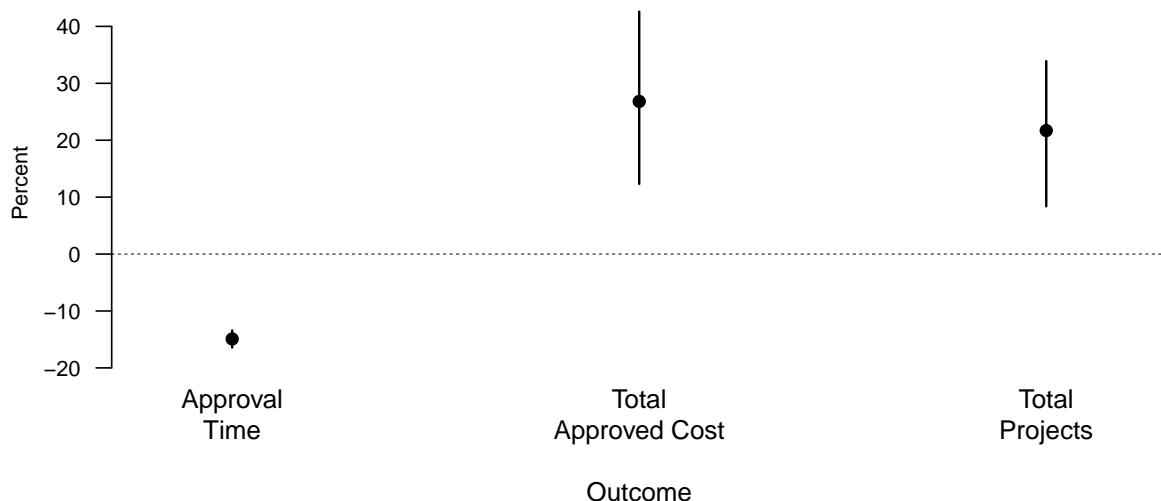 40
30
20
10
0
−10
−20
Percent
Approval
Time
Total
Approved Cost
Total
Projects
Outcome